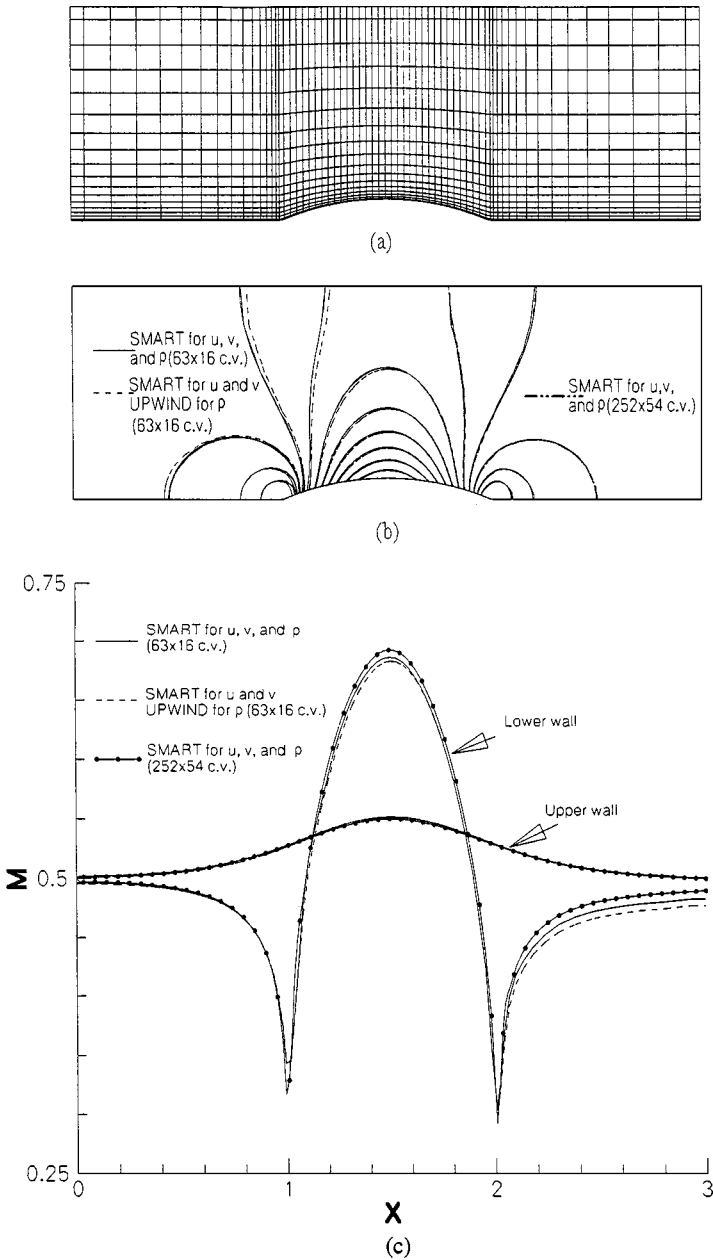 (a)
SMART for u, v,
and ρ(63x16 c.v.)
SMART for u and v
UPWIND for ρ
(63x16 c.v.)
SMART for u,v,
and ρ(252x54 c.v.)
(b)
0.75
SMART for u, v, and ρ
(63x16 c.v.)
SMART for u and v
UPWIND for ρ (63x16 c.v.)
SMART for u, v, and ρ
(252x54 c.v.)
Lower wall
Upper wall
M
0.5
0.25
0
1
2
3
X
(c)